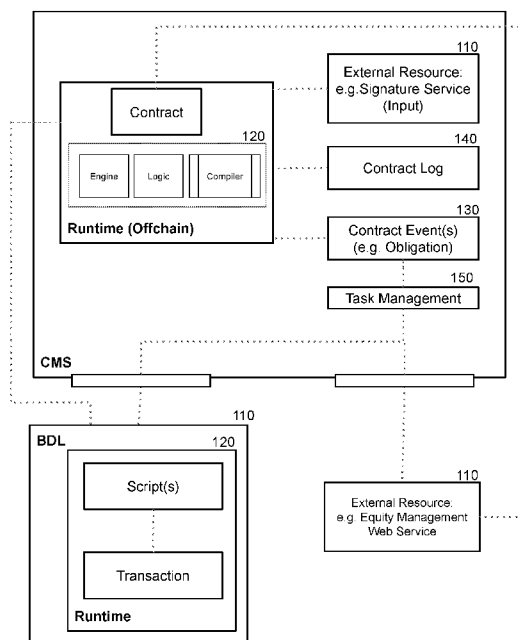 110
External Resource:
e.g.Signature Service
(Input)
Contract
120
140
Engine
Logic
Compiler
Contract Log
Runtime (Offchain)
130
Contract Event(s)
(e.g. Obligation)
150
Task Management
CMS
110
BDL
120
Script(s)
110
External Resource:
e.g. Equity Management
Web Service
Transaction
Runtime